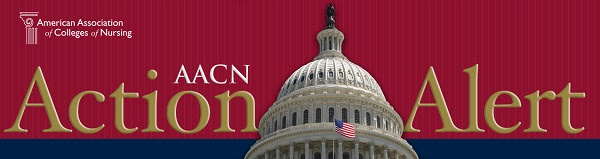 American Association
of Colleges of Nursing
AACN
Action Alert